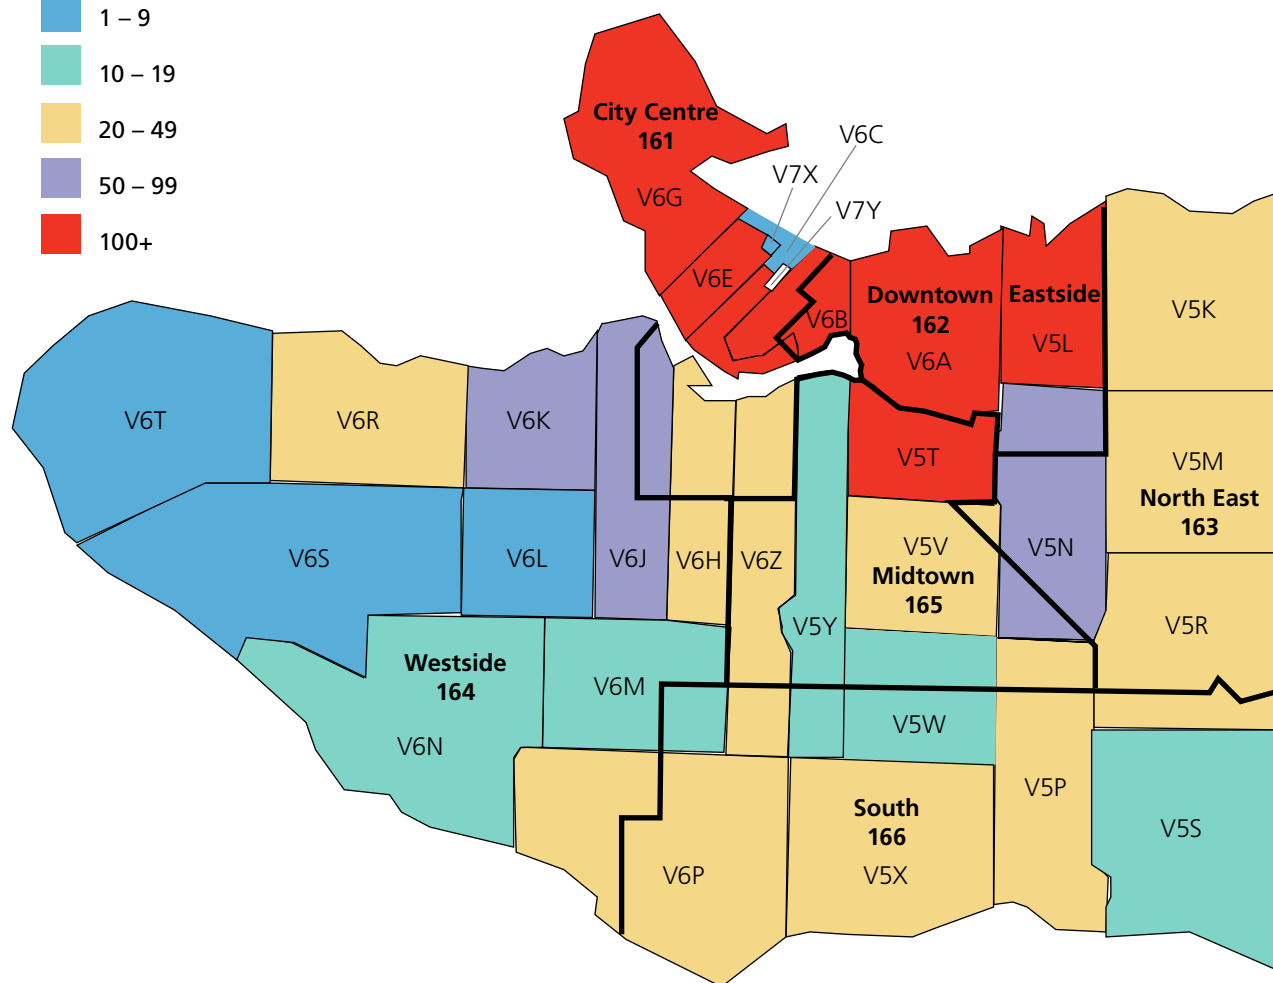 1 – 9
10 – 19
20 – 49
50 – 99
100+
City Centre
161
V6C
V7X
V7Y
V6G
V6E
V6B
Downtown
162
V6A
Eastside
V5L
V5K
V6T
V6R
V6K
V5T
V5M
North East
163
V6S
V6L
V6J
V6H
V6Z
V5V
Midtown
165
V5N
V5Y
V5R
Westside
164
V6M
V6N
V5W
V5P
South
166
V6P
V5X
V5S